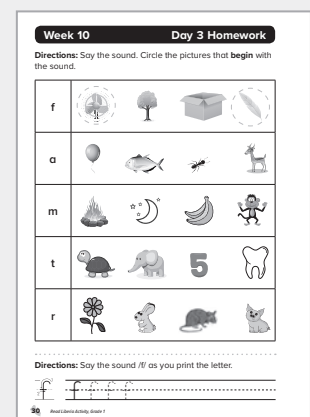 Week 10 Day 3 Homework
Directions: Say the sound. Circle the pictures that begin with
the sound.
f
a
m
5
t
r
Directions: Say the sound /f/ as you print the letter.
f f f f f
30 Read Liberia Activity, Grade 1